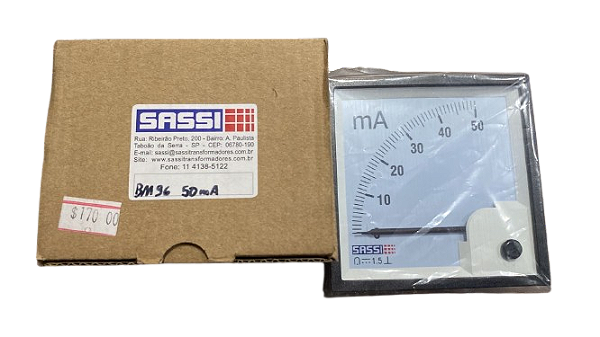 SASSI
Rua: Ribeirão Preto, 200 - Bairro: A. Paulista
Taboão da Serra - SP - CEP: 06780-190
E-mail: sassi@sassitransformadores.com.br
Site: www.sassitransformadores.com.br
Fone: 11 4138-5122
BM96 50mA
$170 00
mA
0
10
20
30
40
50
SASSI
1.5